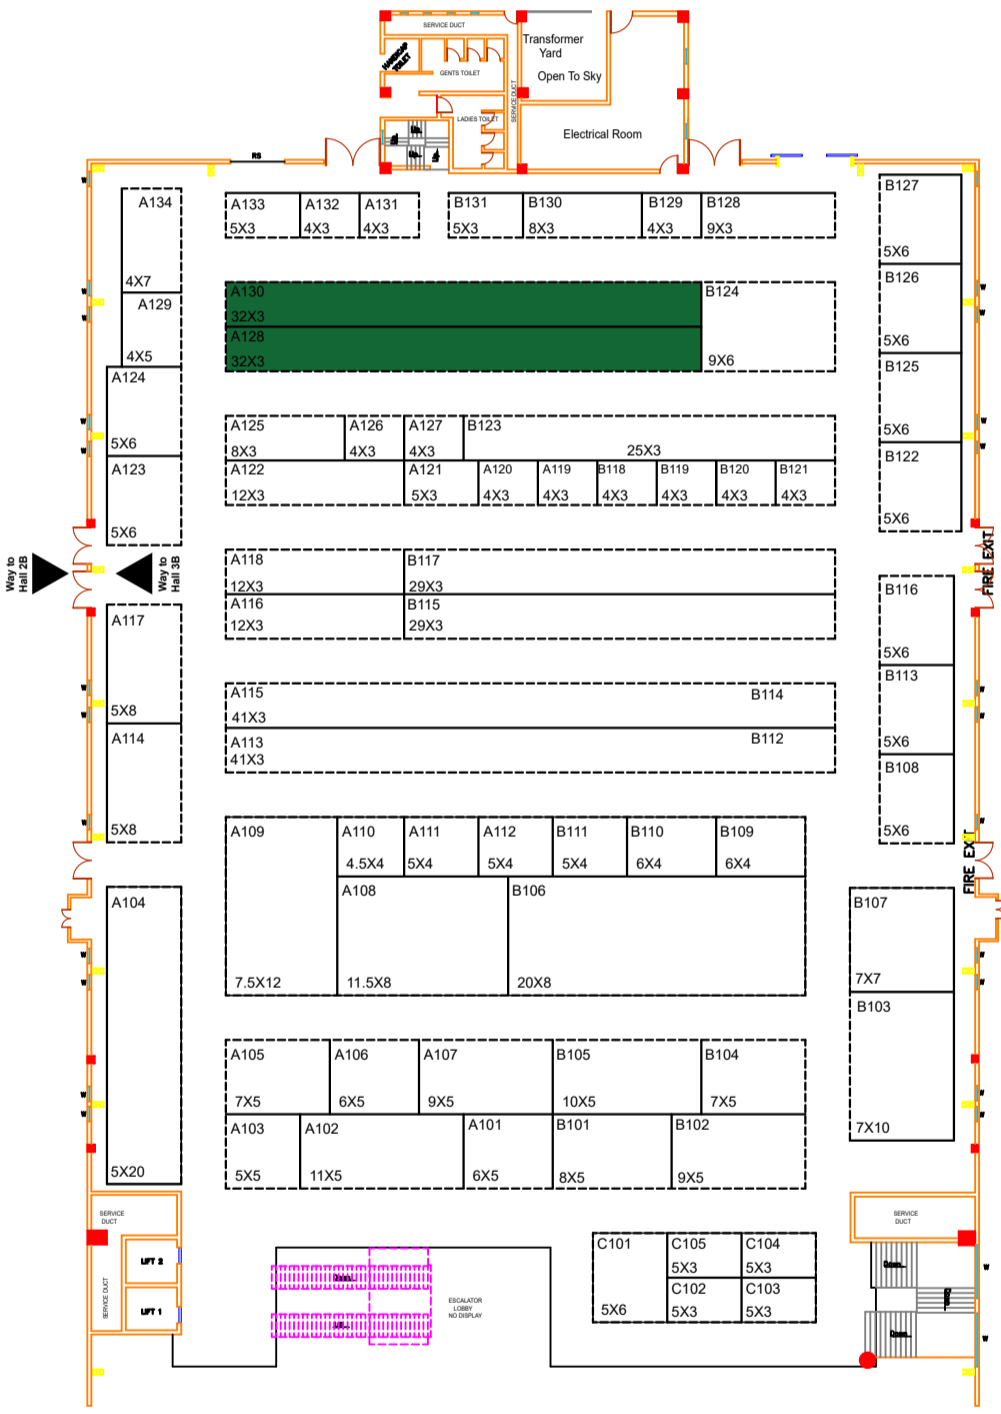 SERVICE DUCT
Transformer
Yard
Open To Sky
HANDICAP
TOILET
GENTS TOILET
SERVICE DUCT
LADIES TOILET
Electrical Room
Up..
RS
A134
4X7
A133
5X3
A132
4X3
A131
4X3
B131
5X3
B130
8X3
B129
4X3
B128
9X3
B127
5X6
A130
32X3
A128
32X3
B124
9X6
B126
5X6
A129
4X5
A124
5X6
B125
5X6
A125
8X3
A126
4X3
A127
4X3
B123
25X3
A123
5X6
A122
12X3
A121
5X3
A120
4X3
A119
4X3
B118
4X3
B119
4X3
B120
4X3
B121
4X3
B122
5X6
Way to
Hall 2B
Way to
Hall 3B
FIRE EXIT
A118
12X3
B117
29X3
A116
12X3
B115
29X3
B116
5X6
A117
5X8
A115
41X3
B114
B113
5X6
A114
5X8
A113
41X3
B112
B108
5X6
FIRE EXIT
A109
7.5X12
A110
4.5X4
A111
5X4
A112
5X4
B111
5X4
B110
6X4
B109
6X4
A108
11.5X8
B106
20X8
A104
5X20
B107
7X7
B103
7X10
A105
7X5
A106
6X5
A107
9X5
B105
10X5
B104
7X5
A103
5X5
A102
11X5
A101
6X5
B101
8X5
B102
9X5
SERVICE
DUCT
SERVICE
DUCT
LIFT 2
LIFT 1
SERVICE DUCT
Down..
ESCALATOR
LOBBY
NO DISPLAY
C101
5X6
C105
5X3
C104
5X3
C102
5X3
C103
5X3
Down..
Down..
Down..